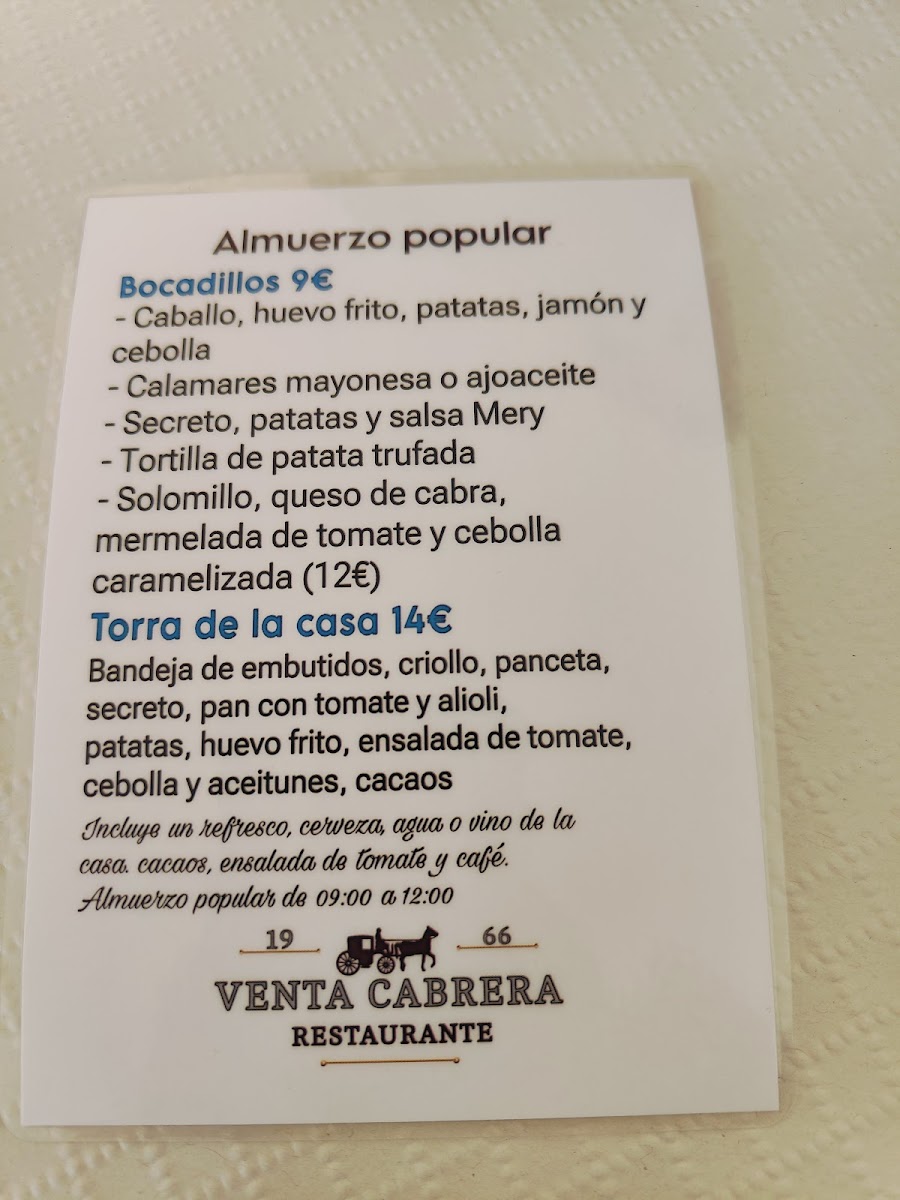 Almuerzo popular
Bocadillos 9€
- Caballo, huevo frito, patatas, jamón y
cebolla
- Calamares mayonesa o ajoaceite
- Secreto, patatas y salsa Mery
- Tortilla de patata trufada
- Solomillo, queso de cabra,
mermelada de tomate y cebolla
caramelizada (12€)
Torra de la casa 14€
Bandeja de embutidos, criollo, panceta,
secreto, pan con tomate y alioli,
patatas, huevo frito, ensalada de tomate,
cebolla y aceitunes, cacaos
Incluye un refresco, cerveza, agua o vino de la
casa. cacaos, ensalada de tomate y café.
Almuerzo popular de 09:00 a 12:00
19 66
VENTA CABRERA
RESTAURANTE